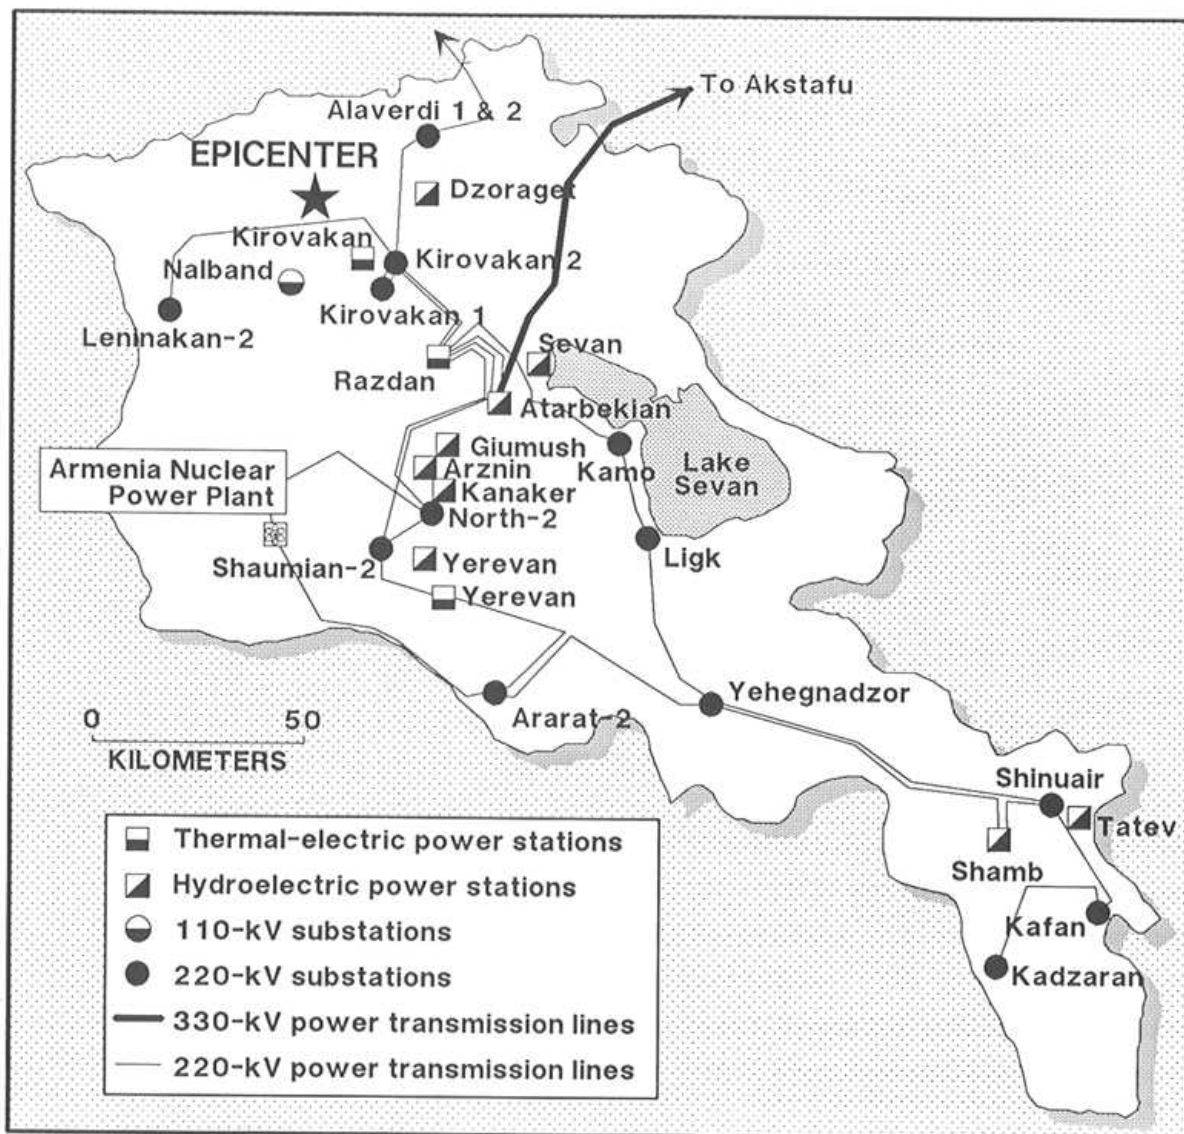 To Akstafu
Alaverdi 1 & 2
EPICENTER
Dzoraget
Kirovakan
Kirovakan 2
Nalband
Kirovakan 1
Leninakan-2
Sevan
Razdan
Atarbekian
Giumush
Kamo
Lake
Sevan
Arznin
Armenia Nuclear
Power Plant
Kanaker
North-2
Shaumian-2
Ligk
Yerevan
Yerevan
Yehegnadzor
Ararat-2
0 50
KILOMETERS
Shinuair
Tatev
Shamb
Kafan
Kadzaran
Thermal-electric power stations
Hydroelectric power stations
110-kV substations
220-kV substations
330-kV power transmission lines
220-kV power transmission lines